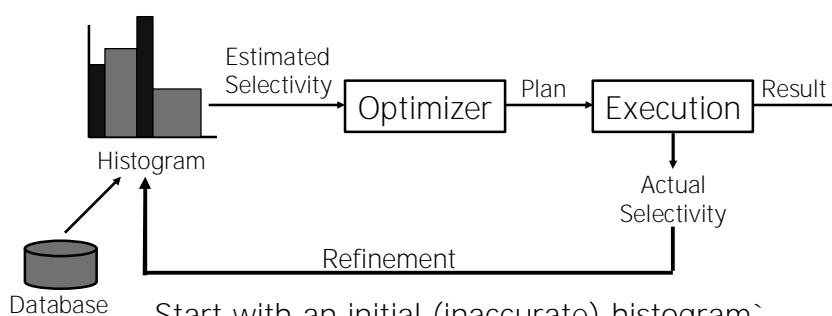 Estimated
Selectivity
Optimizer
Plan
Execution
Result
Histogram
Actual
Selectivity
Refinement
Database
Start with an initial (inaccurate) histogram`